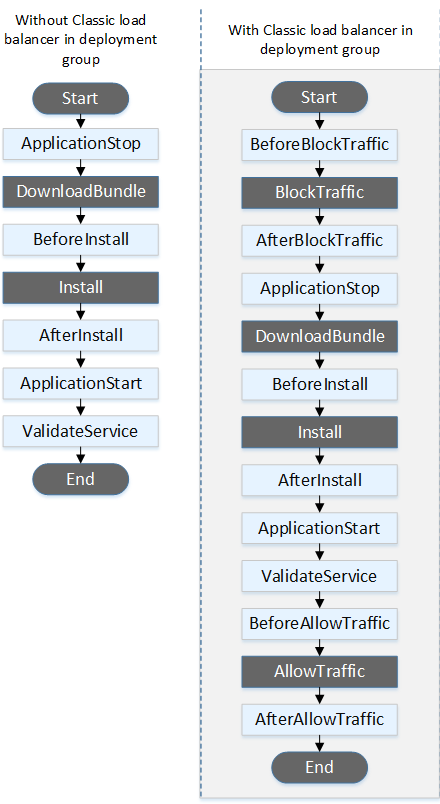 Without Classic load
balancer in deployment
group
Start
ApplicationStop
DownloadBundle
BeforeInstall
Install
AfterInstall
ApplicationStart
ValidateService
End
With Classic load balancer in
deployment group
Start
BeforeBlockTraffic
BlockTraffic
AfterBlockTraffic
ApplicationStop
DownloadBundle
BeforeInstall
Install
AfterInstall
ApplicationStart
ValidateService
BeforeAllowTraffic
AllowTraffic
AfterAllowTraffic
End